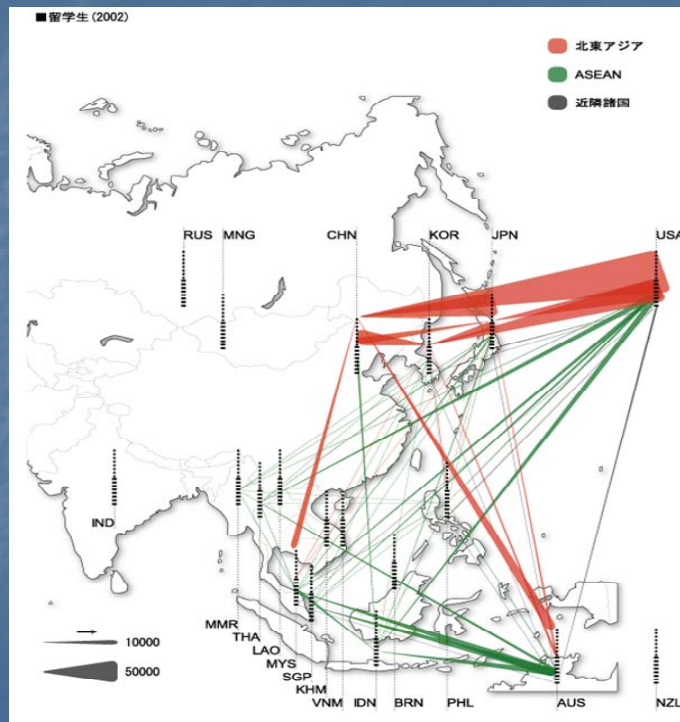 ■留学生(2002)
北東アジア
ASEAN
近隣諸国
RUS
MNG
CHN
KOR
JPN
USA
IND
MMR
THA
LAO
MYS
SGP
KHM
VNM
IDN
BRN
PHL
AUS
NZL
10000
50000